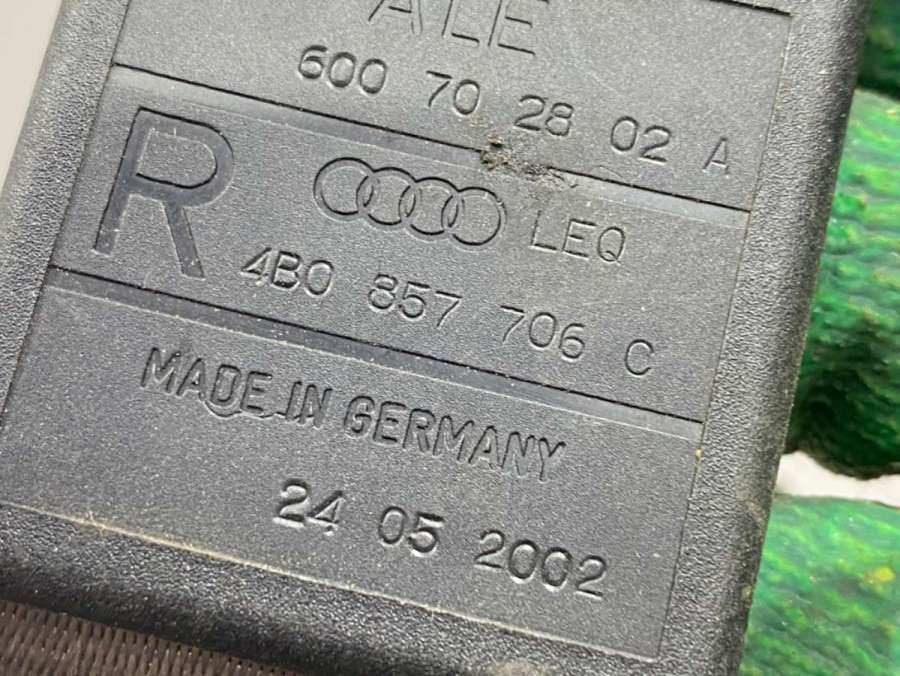 ALE
600 70 28 02 A
R LEQ
4B0 857 706 C
MADE IN GERMANY
24 05 2002